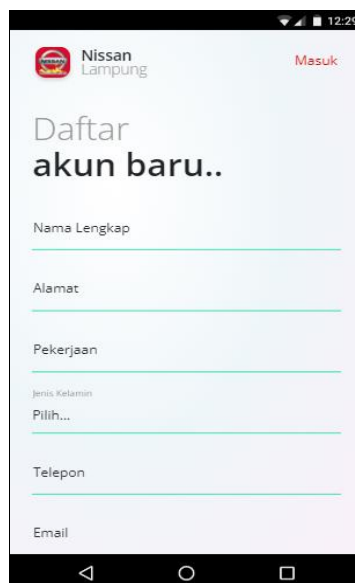 12:29
Nissan
Lampung
Masuk
Daftar
akun baru..
Nama Lengkap
Alamat
Pekerjaan
Jenis Kelamin
Pilih...
Telepon
Email